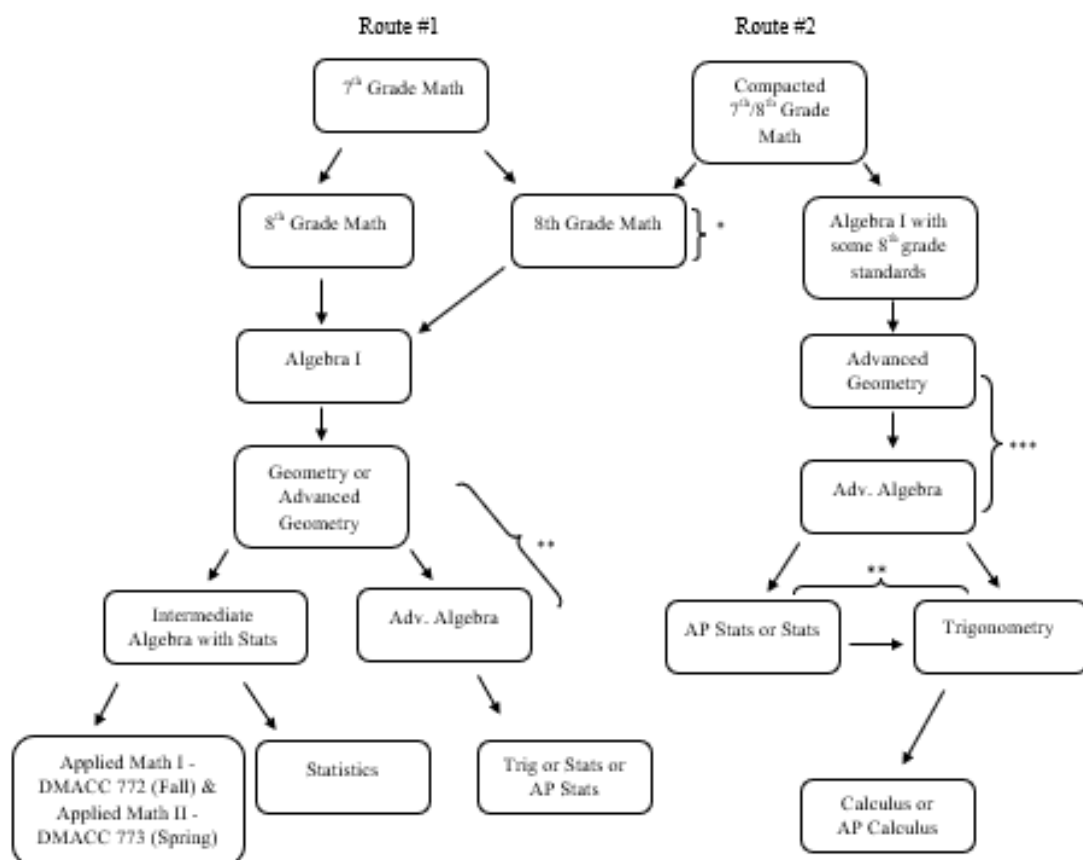 Route #1
Route #2
7th Grade Math
Compacted
7th/8th Grade
Math
8th Grade Math
8th Grade Math
*
Algebra I with
some 8th grade
standards
Algebra I
Advanced
Geometry
***
Geometry or
Advanced
Geometry
**
Adv. Algebra
**
Intermediate
Algebra with Stats
Adv. Algebra
AP Stats or Stats
Trigonometry
Applied Math I -
DMACC 772 (Fall) &
Applied Math II -
DMACC 773 (Spring)
Statistics
Trig or Stats or
AP Stats
Calculus or
AP Calculus